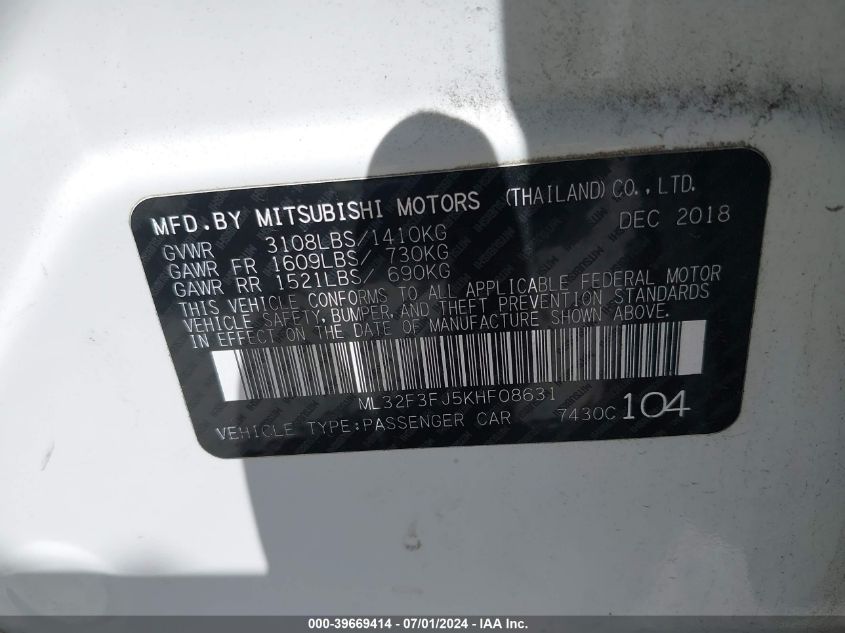 MFD.BY MITSUBISHI MOTORS (THAILAND)CO.,LTD.
DEC 2018
GVWR 3108LBS/1410KG
GAWR FR 1609LBS/ 730KG
GAWR RR 1521LBS/ 690KG
THIS VEHICLE CONFORMS TO ALL APPLICABLE FEDERAL MOTOR
VEHICLE SAFETY, BUMPER, AND THEFT PREVENTION STANDARDS
IN EFFECT ON THE DATE OF MANUFACTURE SHOWN ABOVE.
ML32F3FJ5KHF08631
VEHICLE TYPE:PASSENGER CAR 7430C 104
000-39669414 - 07/01/2024 - IAA Inc.